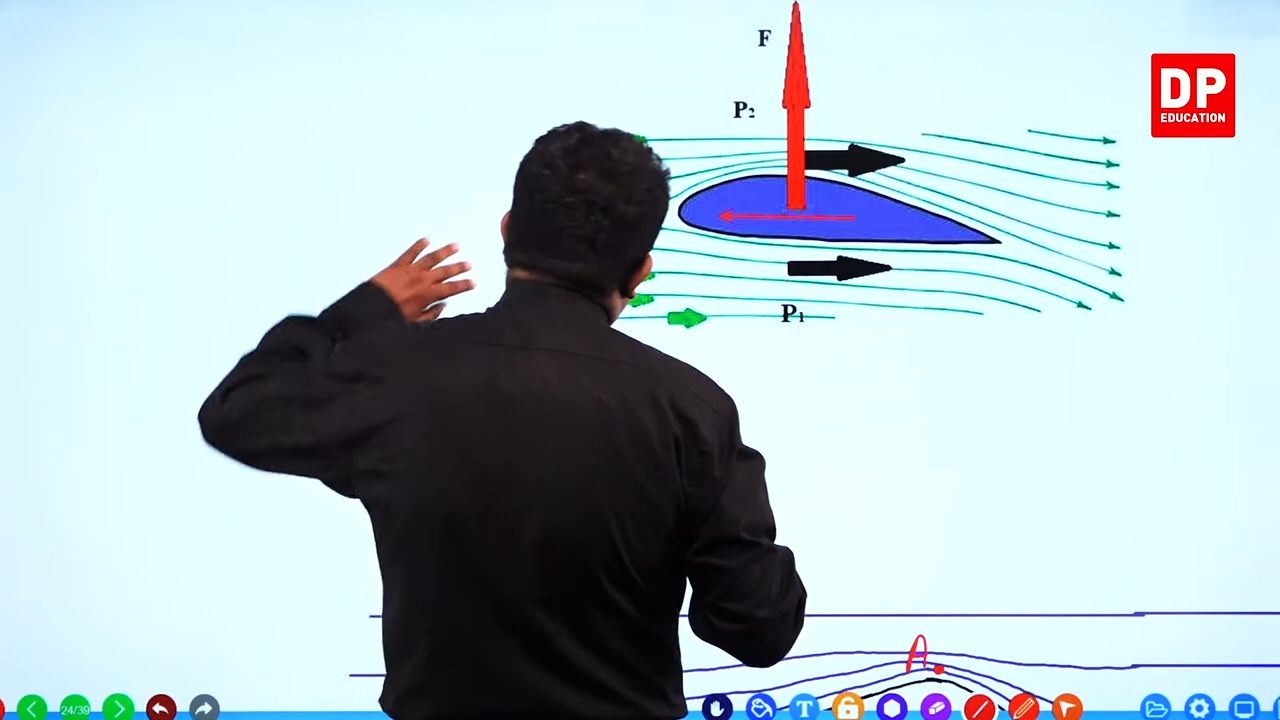 F
P₂
DP
EDUCATION
P₁
A.
24/39
T